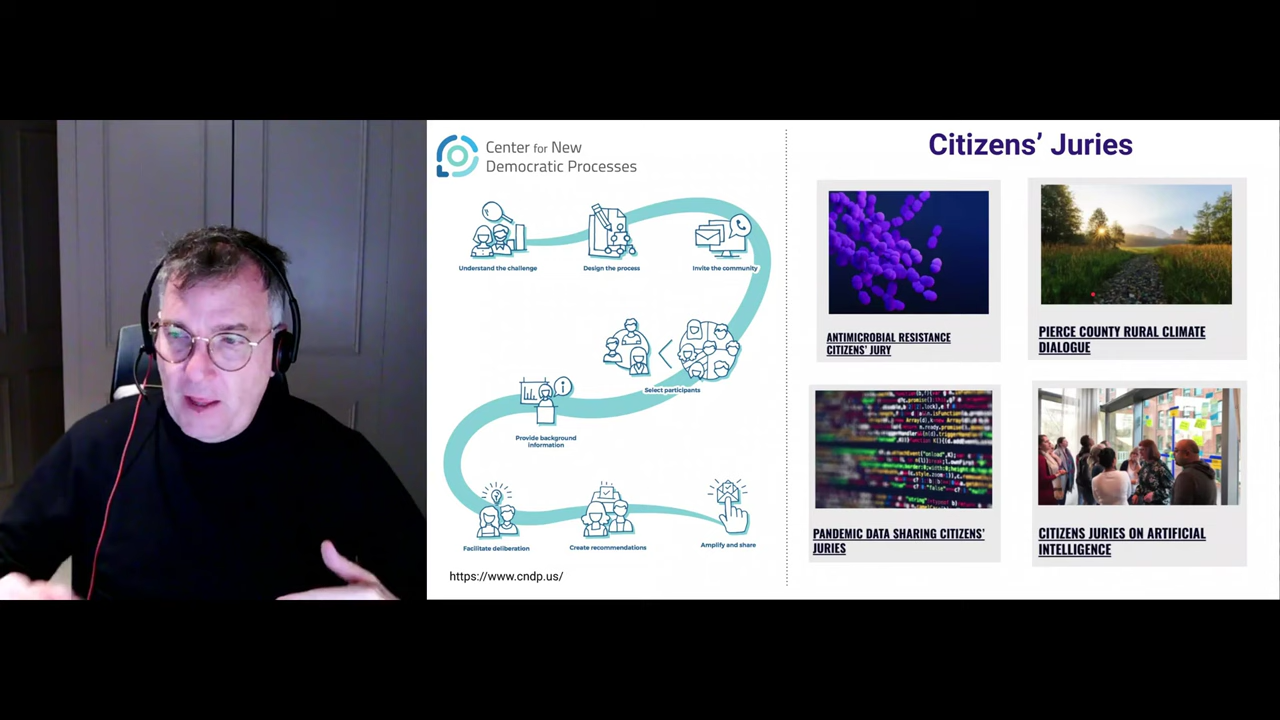 Center for New
Democratic Processes
Understand the challenge
Design the process
Invite the community
Select participants
Provide background
information
Facilitate deliberation
Create recommendations
Amplify and share
https://www.cndp.us/
Citizens’ Juries
ANTIMICROBIAL RESISTANCE
CITIZENS’ JURY
PIERCE COUNTY RURAL CLIMATE
DIALOGUE
PANDEMIC DATA SHARING CITIZENS’
JURIES
CITIZENS JURIES ON ARTIFICIAL
INTELLIGENCE